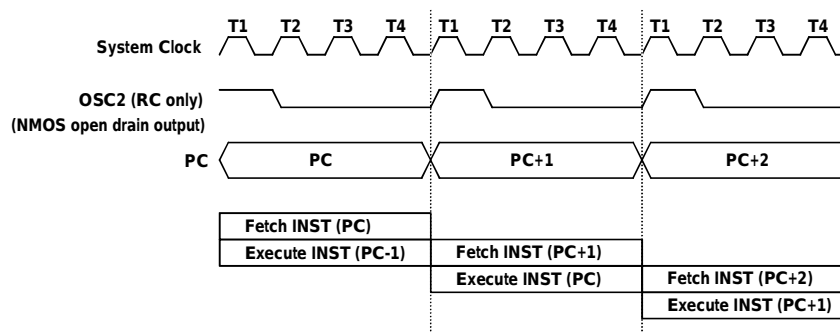 T1 T2 T3 T4 T1 T2 T3 T4 T1 T2 T3 T4
System Clock
OSC2 (RC only)
(NMOS open drain output)
PC PC PC+1 PC+2
Fetch INST (PC)
Execute INST (PC-1) Fetch INST (PC+1)
Execute INST (PC) Fetch INST (PC+2)
Execute INST (PC+1)